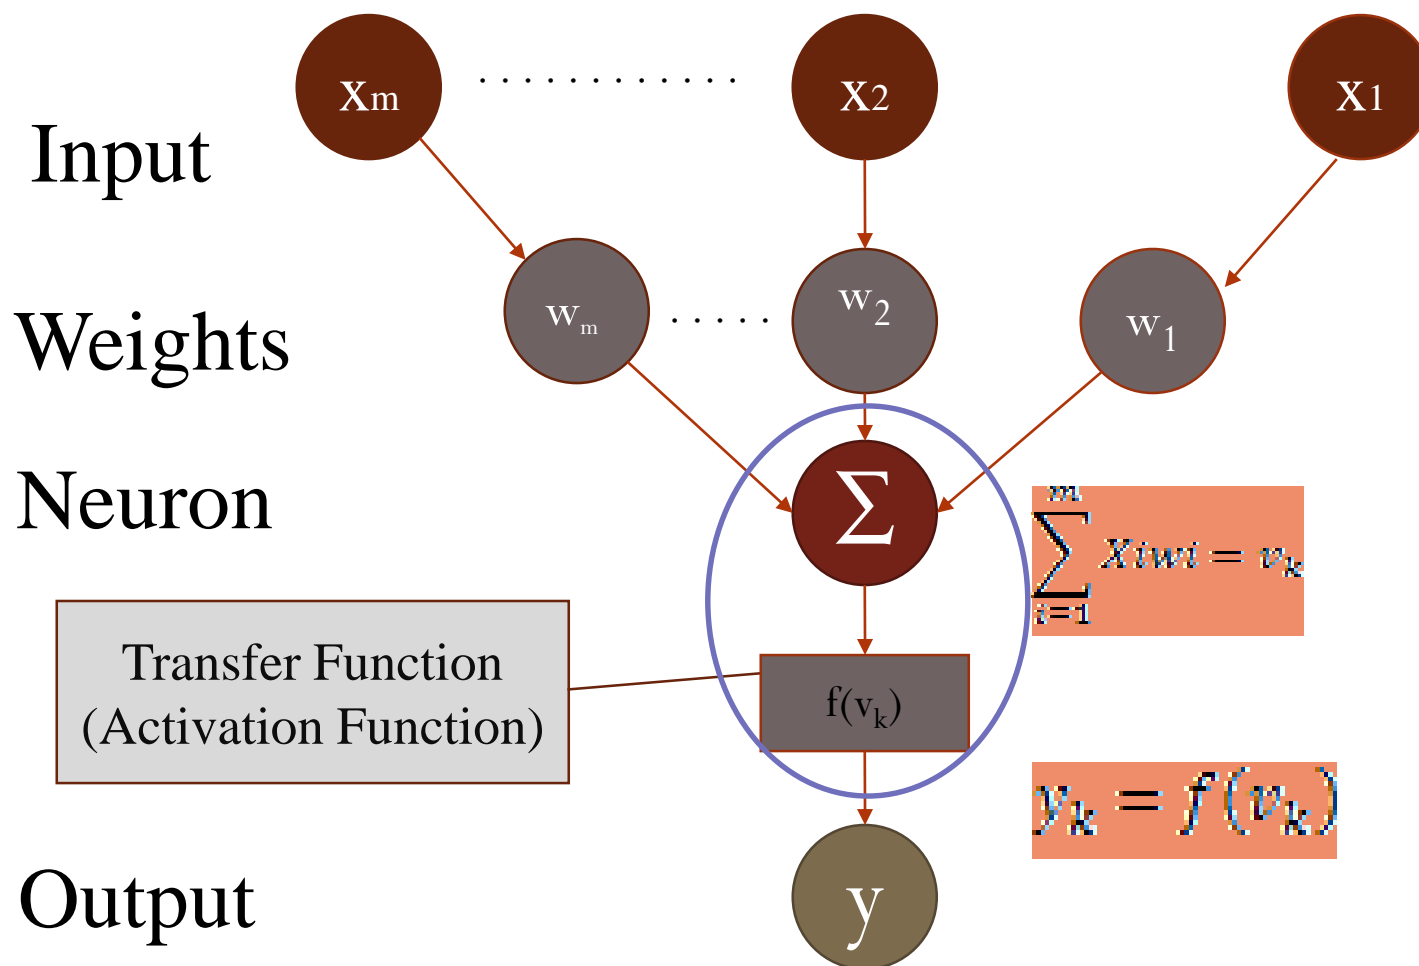 xm . . . . . . . . . . . . x2 x1
Input
Weights
wm . . . . . w2 w1
Neuron
Σ
m
∑ Xiwi = vk
i=1
Transfer Function
(Activation Function)
f(vk)
yk = f(vk)
Output
y